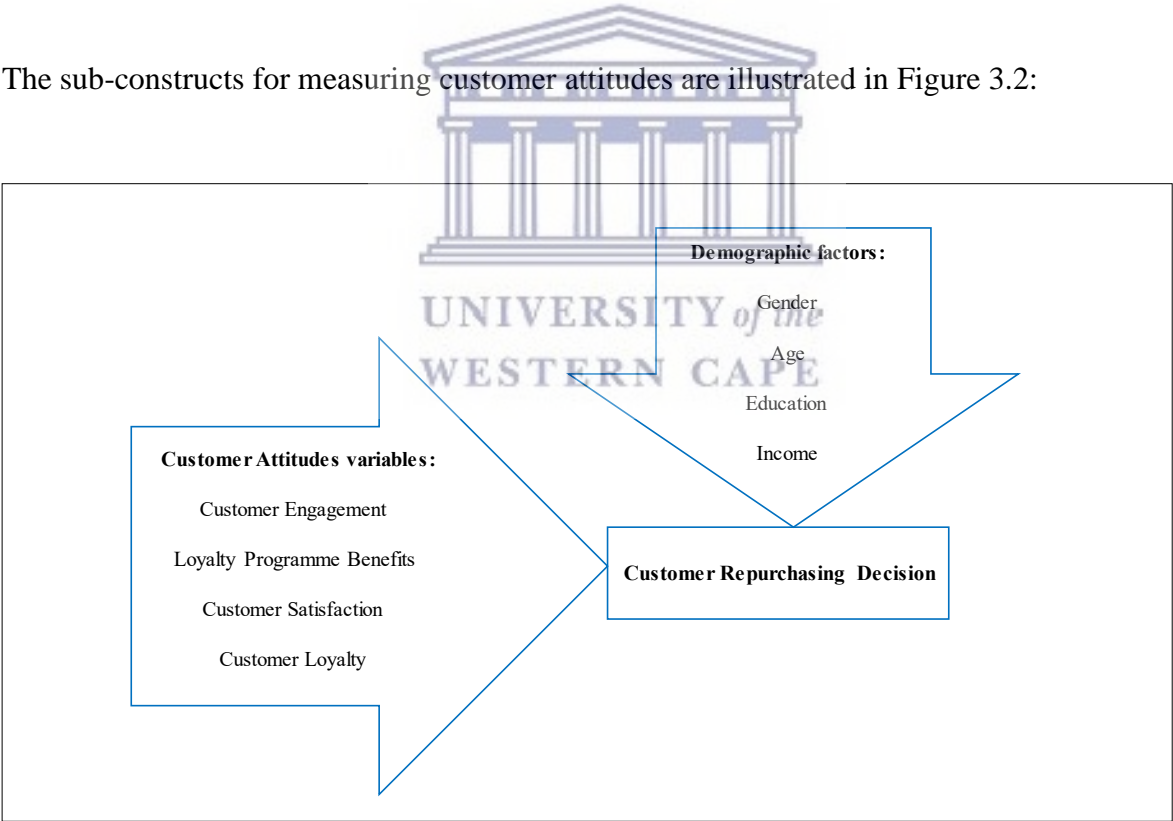 The sub-constructs for measuring customer attitudes are illustrated in Figure 3.2:
UNIVERSITY of the
WESTERN CAPE
Demographic factors:
Gender
Age
Education
Income
Customer Attitudes variables:
Customer Engagement
Loyalty Programme Benefits
Customer Satisfaction
Customer Loyalty
Customer Repurchasing Decision